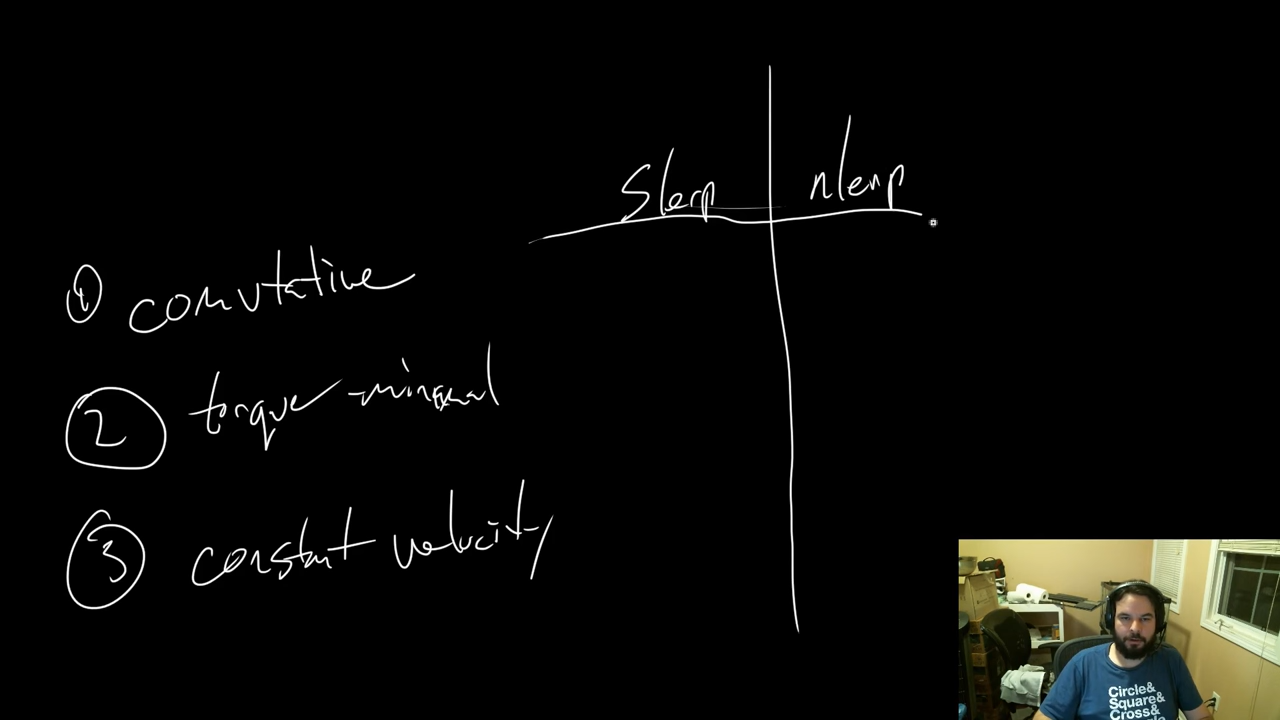 Slerp nlerp
① comutative
② torque-minimal
③ constant velocity
Circle&
Square&
Cross&